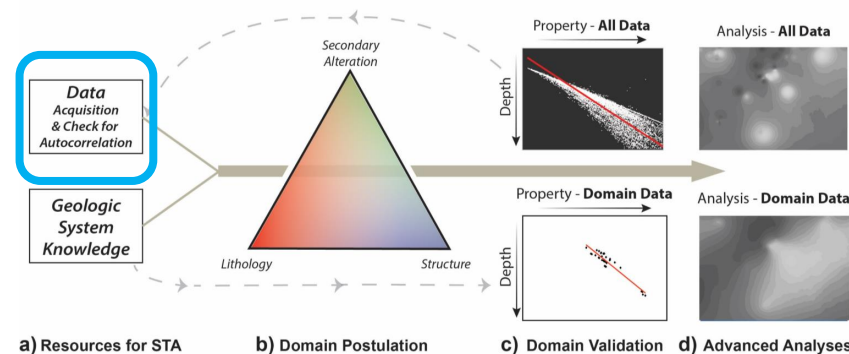 Data
Acquisition
& Check for
Autocorrelation
Geologic
System
Knowledge
a) Resources for STA
Secondary
Alteration
Lithology
Structure
b) Domain Postulation
Property - All Data
Depth
Property - Domain Data
Depth
c) Domain Validation
Analysis - All Data
Analysis - Domain Data
d) Advanced Analyses